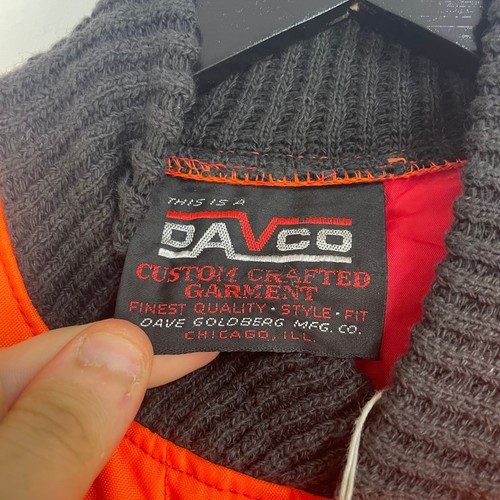 THIS IS A
DAVCO
CUSTOM CRAFTED
GARMENT
FINEST QUALITY · STYLE · FIT
DAVE GOLDBERG MFG. CO.
CHICAGO, ILL.